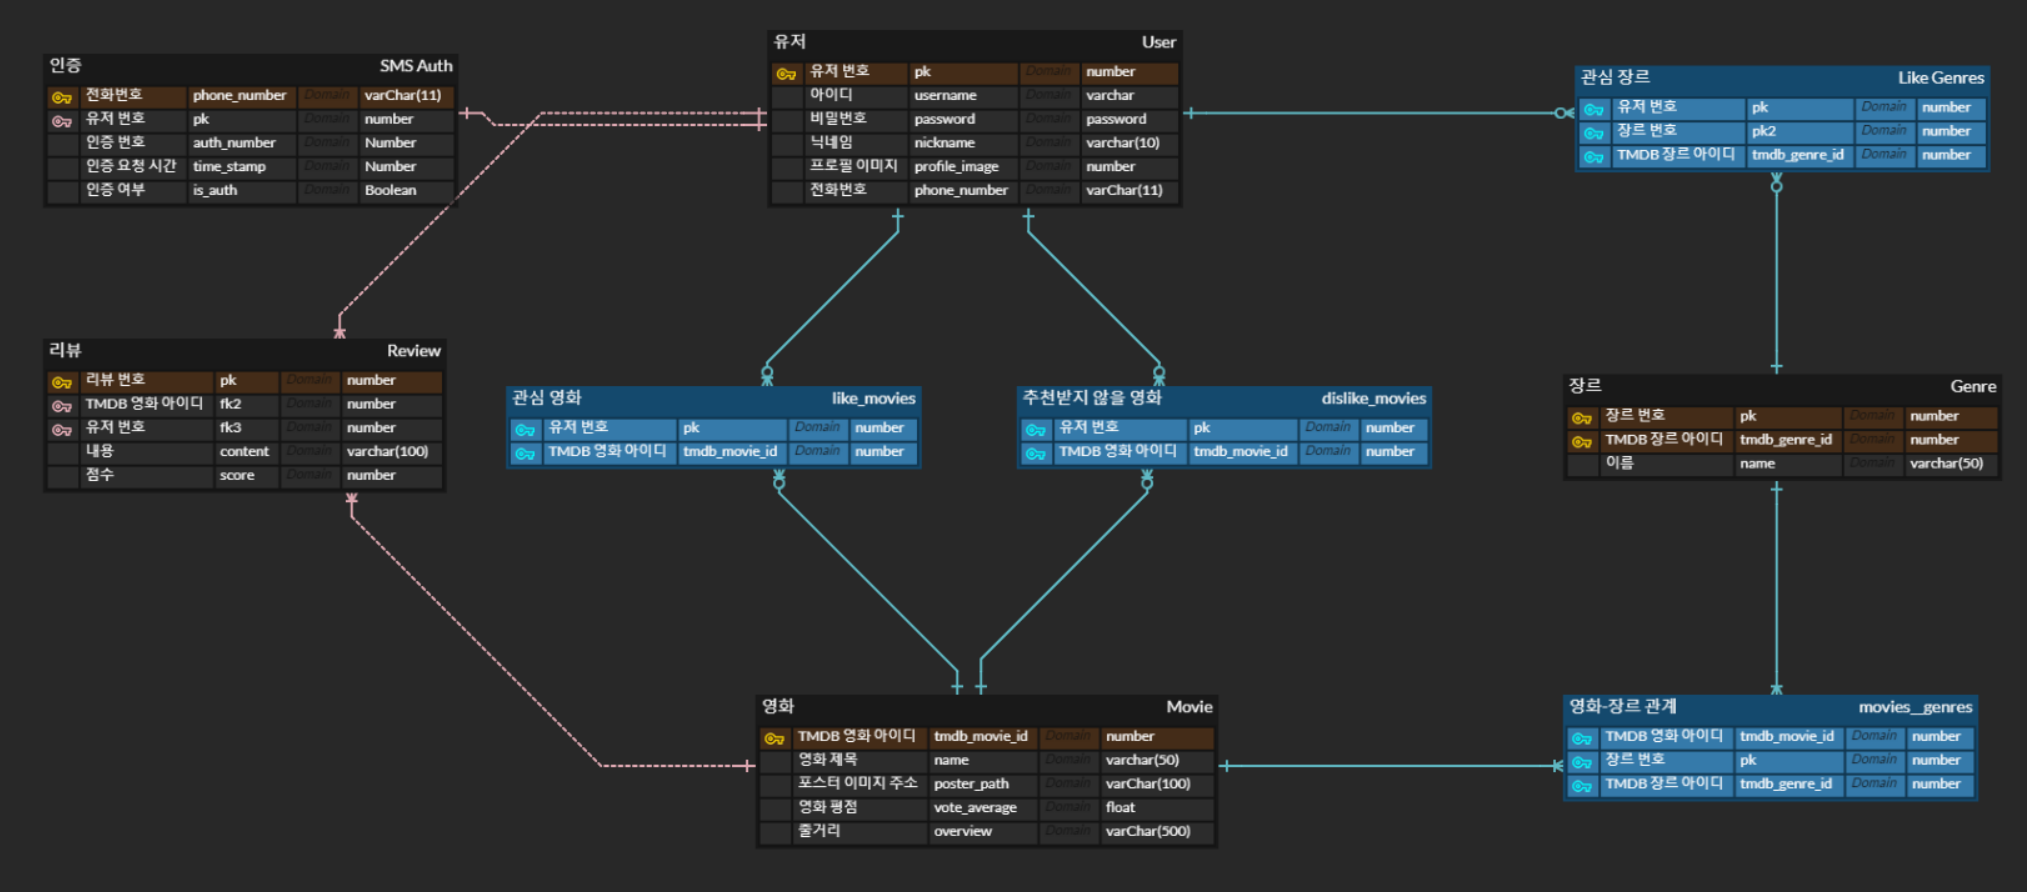 인증 SMS Auth
전화번호 phone_number Domain varChar(11)
유저 번호 pk Domain number
인증 번호 auth_number Domain Number
인증 요청 시간 time_stamp Domain Number
인증 여부 is_auth Domain Boolean
유저 User
유저 번호 pk Domain number
아이디 username Domain varchar
비밀번호 password Domain password
닉네임 nickname Domain varchar(10)
프로필 이미지 profile_image Domain number
전화번호 phone_number Domain varChar(11)
관심 장르 Like Genres
유저 번호 pk Domain number
장르 번호 pk2 Domain number
TMDB 장르 아이디 tmdb_genre_id Domain number
리뷰 Review
리뷰 번호 pk Domain number
TMDB 영화 아이디 fk2 Domain number
유저 번호 fk3 Domain number
내용 content Domain varchar(100)
점수 score Domain number
관심 영화 like_movies
유저 번호 pk Domain number
TMDB 영화 아이디 tmdb_movie_id Domain number
추천받지 않을 영화 dislike_movies
유저 번호 pk Domain number
TMDB 영화 아이디 tmdb_movie_id Domain number
장르 Genre
장르 번호 pk Domain number
TMDB 장르 아이디 tmdb_genre_id Domain number
이름 name Domain varchar(50)
영화 Movie
TMDB 영화 아이디 tmdb_movie_id Domain number
영화 제목 name Domain varchar(50)
포스터 이미지 주소 poster_path Domain varChar(100)
영화 평점 vote_average Domain float
줄거리 overview Domain varChar(500)
영화-장르 관계 movies__genres
TMDB 영화 아이디 tmdb_movie_id Domain number
장르 번호 pk Domain number
TMDB 장르 아이디 tmdb_genre_id Domain number